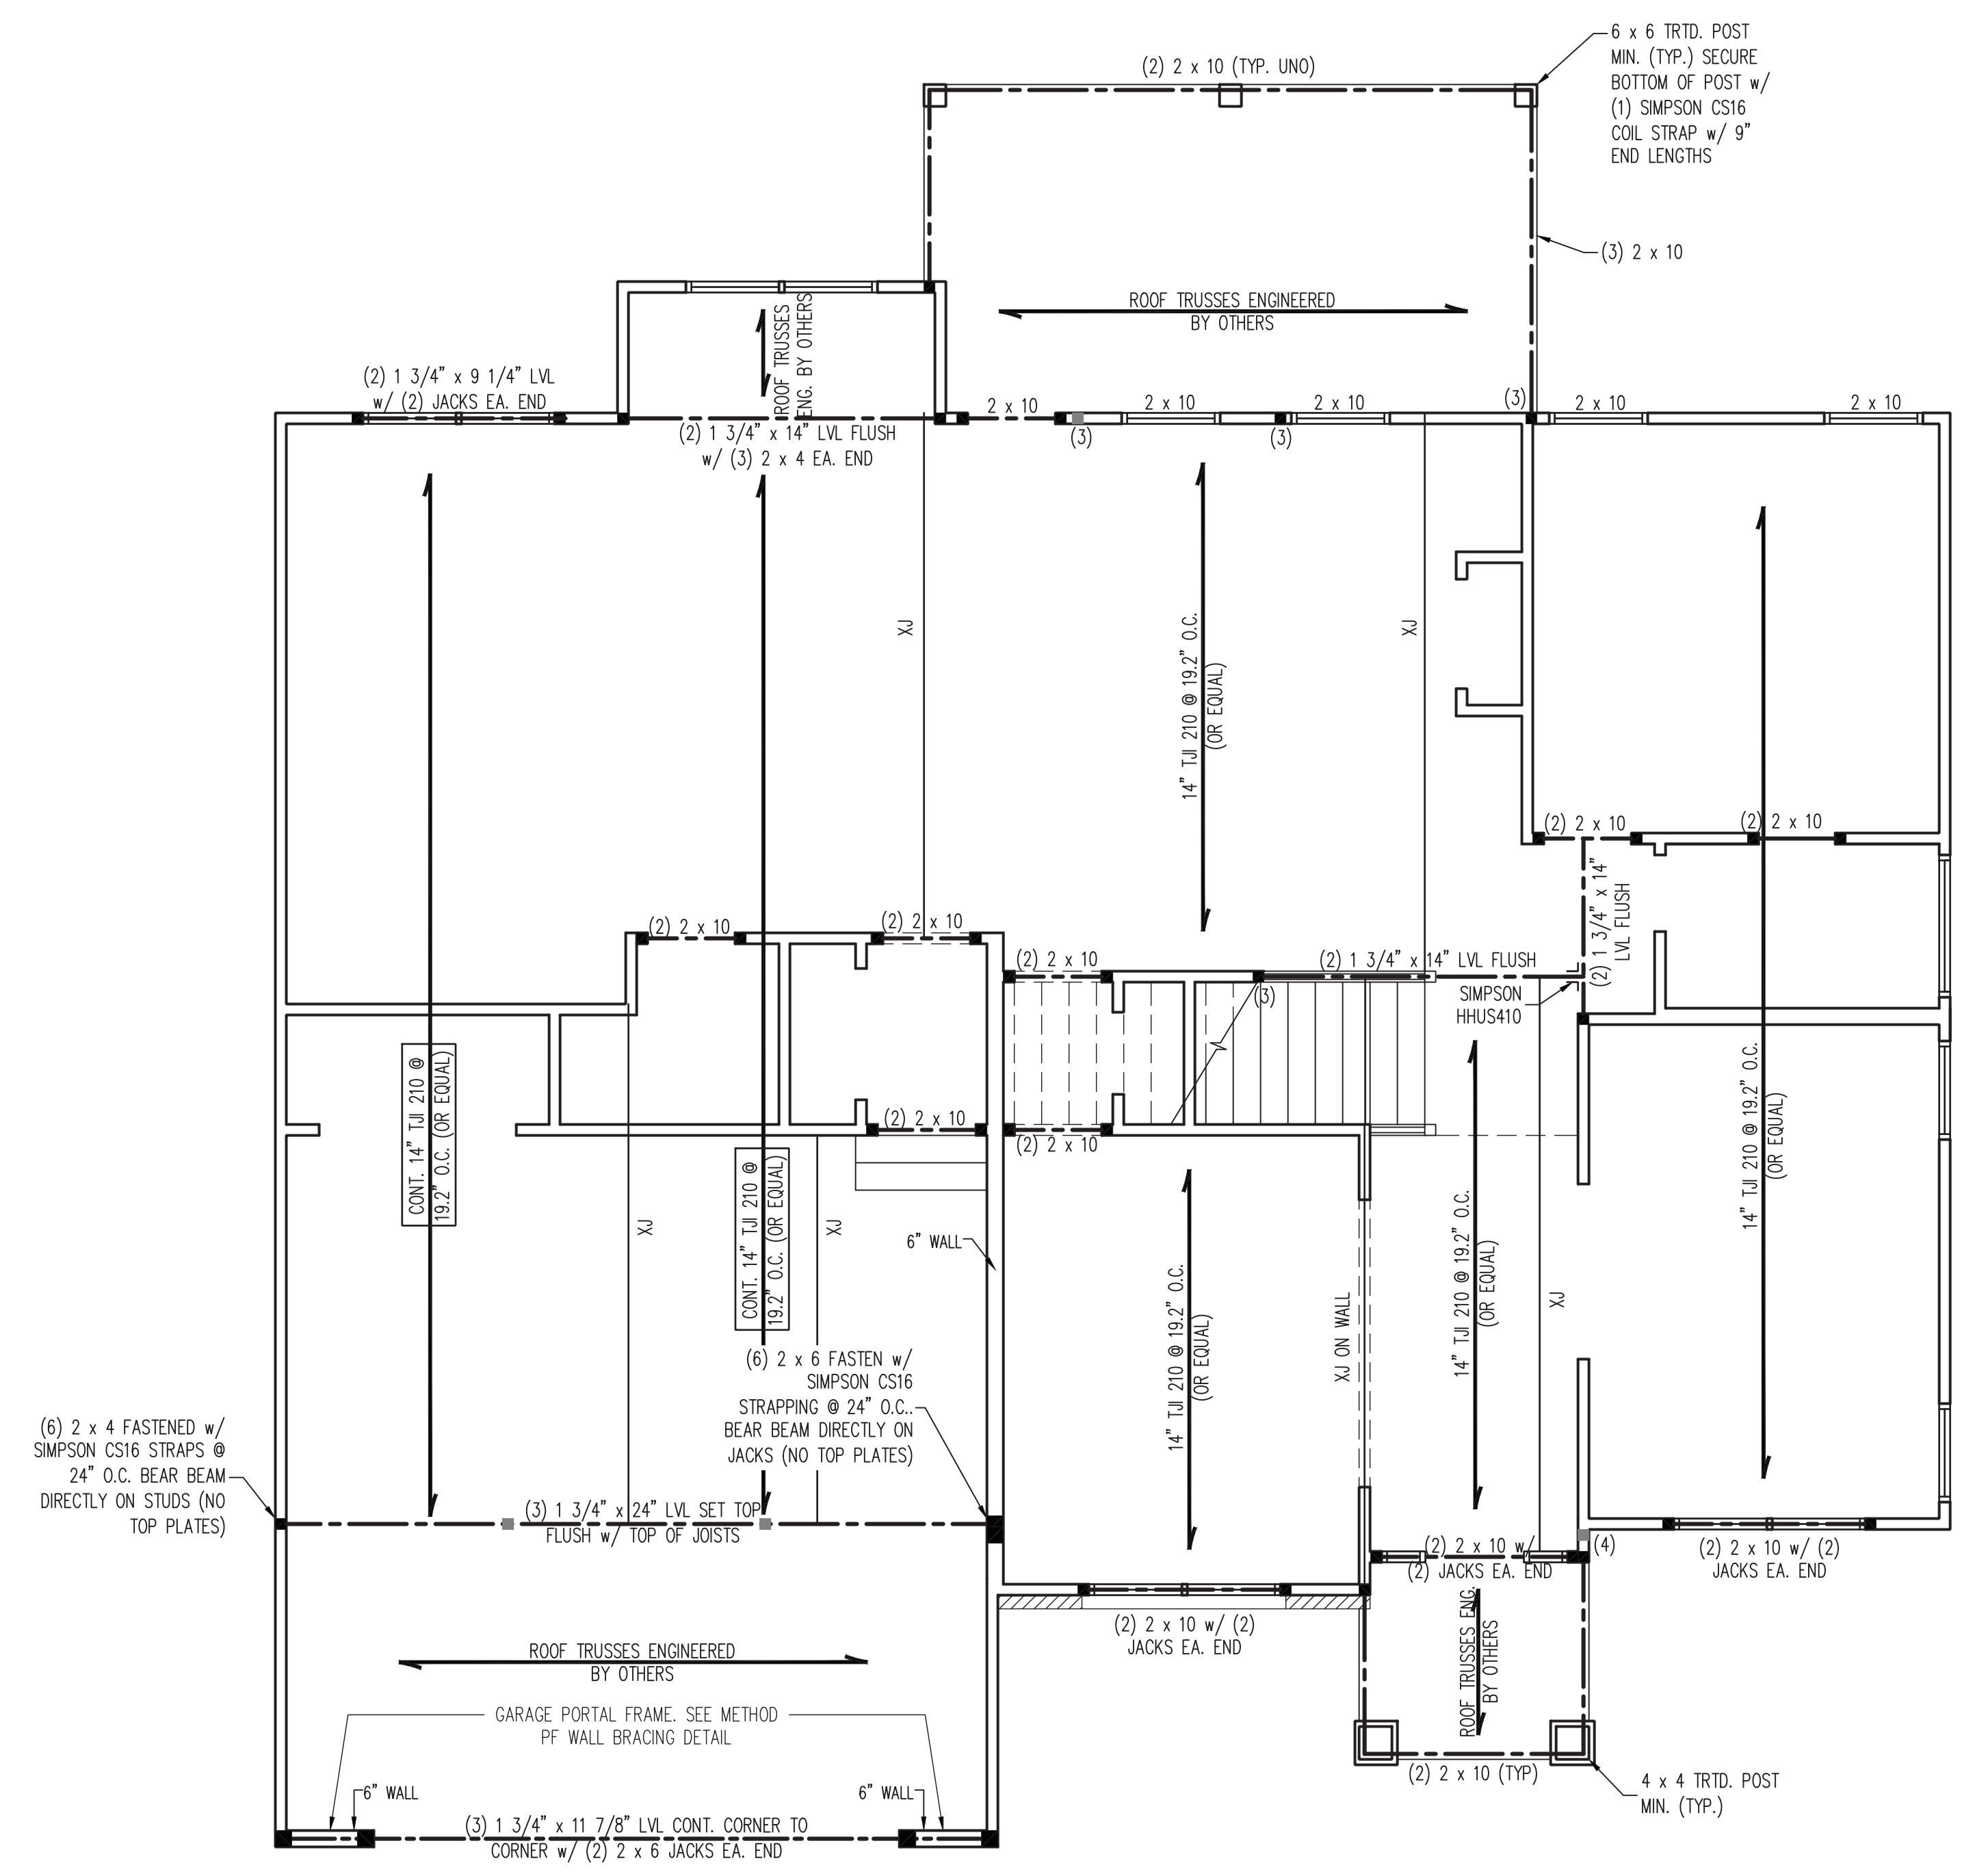 6 x 6 TRTD. POST
MIN. (TYP.) SECURE
BOTTOM OF POST w/
(1) SIMPSON CS16
COIL STRAP w/ 9"
END LENGTHS
(2) 2 x 10 (TYP. UNO)
(3) 2 x 10
ROOF TRUSSES ENGINEERED
BY OTHERS
ROOF TRUSSES
ENG. BY OTHERS
(2) 1 3/4" x 9 1/4" LVL
w/ (2) JACKS EA. END
(2) 1 3/4" x 14" LVL FLUSH
w/ (3) 2 x 4 EA. END
2 x 10
(3)
2 x 10
(3)
2 x 10
(3)
2 x 10
2 x 10
XJ
14" TJI 210 @ 19.2" O.C.
(OR EQUAL)
XJ
(2) 2 x 10
(2) 2 x 10
(2) 1 3/4" x 14"
LVL FLUSH
(2) 2 x 10
(2) 2 x 10
(2) 2 x 10
(2) 1 3/4" x 14" LVL FLUSH
(3)
SIMPSON
HHUS410
CONT. 14" TJI 210 @
19.2" O.C. (OR EQUAL)
(2) 2 x 10
(2) 2 x 10
14" TJI 210 @ 19.2" O.C.
(OR EQUAL)
XJ
CONT. 14" TJI 210 @
19.2" O.C. (OR EQUAL)
XJ
6" WALL
14" TJI 210 @ 19.2" O.C.
(OR EQUAL)
XJ ON WALL
14" TJI 210 @ 19.2" O.C.
(OR EQUAL)
XJ
(6) 2 x 6 FASTEN w/
SIMPSON CS16
STRAPPING @ 24" O.C..
BEAR BEAM DIRECTLY ON
JACKS (NO TOP PLATES)
(6) 2 x 4 FASTENED w/
SIMPSON CS16 STRAPS @
24" O.C. BEAR BEAM
DIRECTLY ON STUDS (NO
TOP PLATES)
(3) 1 3/4" x 24" LVL SET TOP
FLUSH w/ TOP OF JOISTS
(2) 2 x 10 w/
(2) JACKS EA. END
(4)
(2) 2 x 10 w/ (2)
JACKS EA. END
(2) 2 x 10 w/ (2)
JACKS EA. END
ROOF TRUSSES ENG.
BY OTHERS
ROOF TRUSSES ENGINEERED
BY OTHERS
GARAGE PORTAL FRAME. SEE METHOD
PF WALL BRACING DETAIL
(2) 2 x 10 (TYP)
4 x 4 TRTD. POST
MIN. (TYP.)
6" WALL
6" WALL
(3) 1 3/4" x 11 7/8" LVL CONT. CORNER TO
CORNER w/ (2) 2 x 6 JACKS EA. END